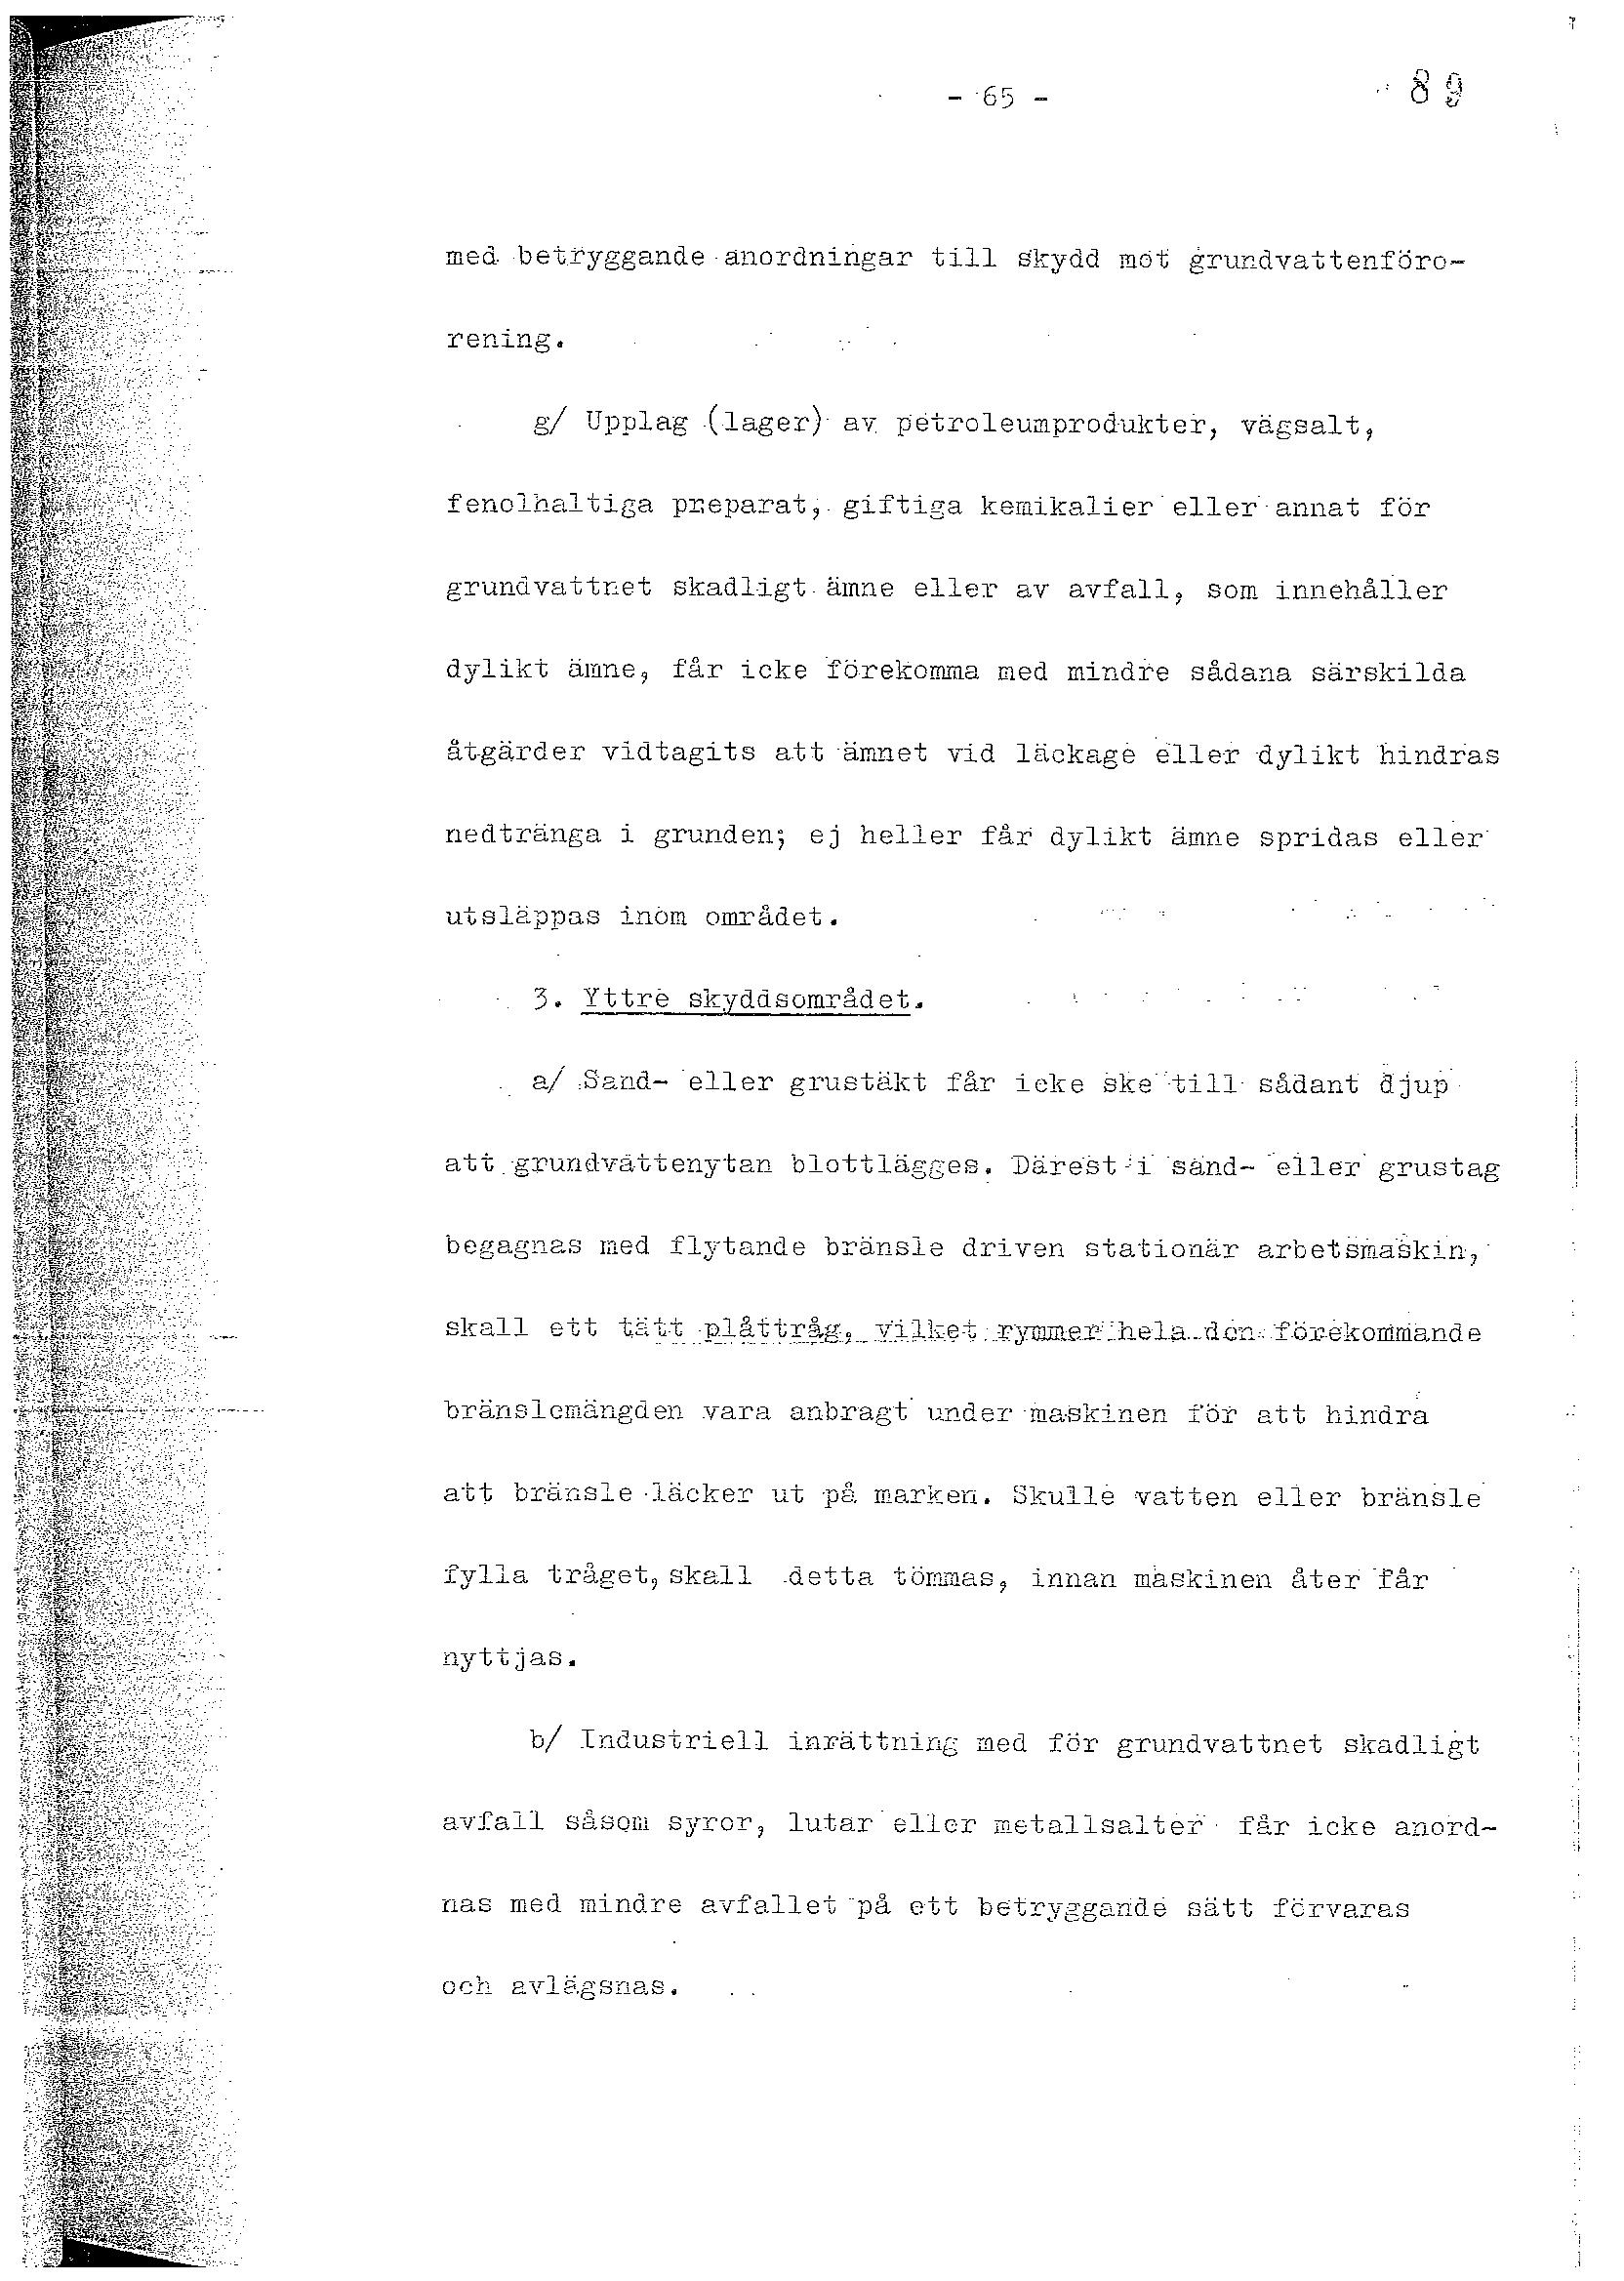 - 65 -
89
med betryggande anordningar till skydd mot grundvattenföro-
rening.
g/ Upplag (lager) av petroleumprodukter, vägsalt,
fenolhaltiga preparat, giftiga kemikalier eller annat för
grundvattnet skadligt ämne eller av avfall, som innehåller
dylikt ämne, får icke förekomma med mindre sådana särskilda
åtgärder vidtagits att ämnet vid läckage eller dylikt hindras
nedtränga i grunden; ej heller får dylikt ämne spridas eller
utsläppas inom området.
3. Yttre skyddsområdet.
a/ Sand- eller grustäkt får icke ske till sådant djup
att grundvattenytan blottlägges. Därest i sand- eller grustag
begagnas med flytande bränsle driven stationär arbetsmaskin,
skall ett tätt plåttråg, vilket rymmer hela den förekommande
bränslemängden vara anbragt under maskinen för att hindra
att bränsle läcker ut på marken. Skulle vatten eller bränsle
fylla tråget, skall detta tömmas, innan maskinen åter får
nyttjas.
b/ Industriell inrättning med för grundvattnet skadligt
avfall såsom syror, lutar eller metallsalter får icke anord-
nas med mindre avfallet på ett betryggande sätt förvaras
och avlägsnas.